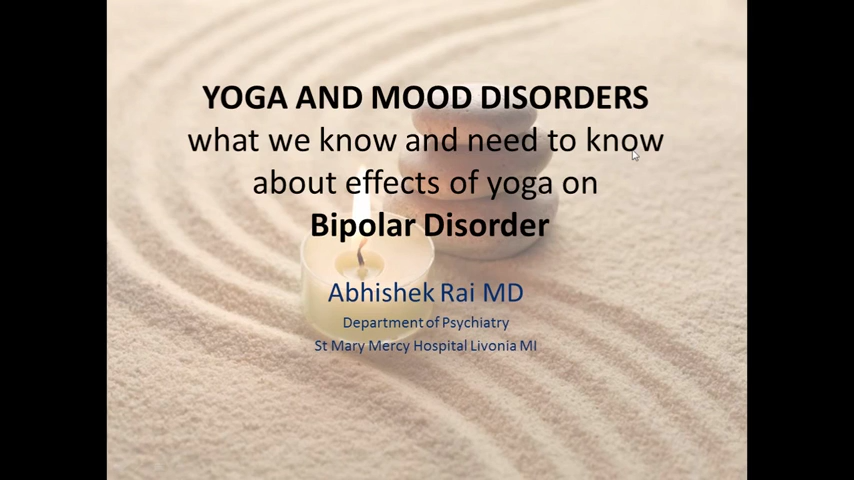 YOGA AND MOOD DISORDERS
what we know and need to know
about effects of yoga on
Bipolar Disorder
Abhishek Rai MD
Department of Psychiatry
St Mary Mercy Hospital Livonia MI